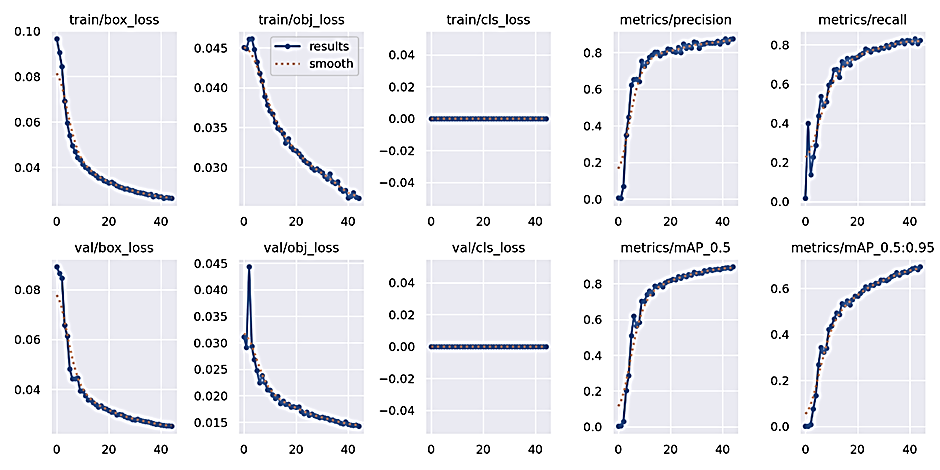 train/box_loss
train/obj_loss
train/cls_loss
metrics/precision
metrics/recall
0.10
0.08
0.06
0.04
0 20 40
0.045
0.040
0.035
0.030
results
smooth
0 20 40
0.04
0.02
0.00
−0.02
−0.04
0 20 40
0.8
0.6
0.4
0.2
0.0
0 20 40
0.8
0.6
0.4
0.2
0.0
0 20 40
val/box_loss
val/obj_loss
val/cls_loss
metrics/mAP_0.5
metrics/mAP_0.5:0.95
0.08
0.06
0.04
0 20 40
0.045
0.040
0.035
0.030
0.025
0.020
0.015
0 20 40
0.04
0.02
0.00
−0.02
−0.04
0 20 40
0.8
0.6
0.4
0.2
0.0
0 20 40
0.6
0.4
0.2
0.0
0 20 40